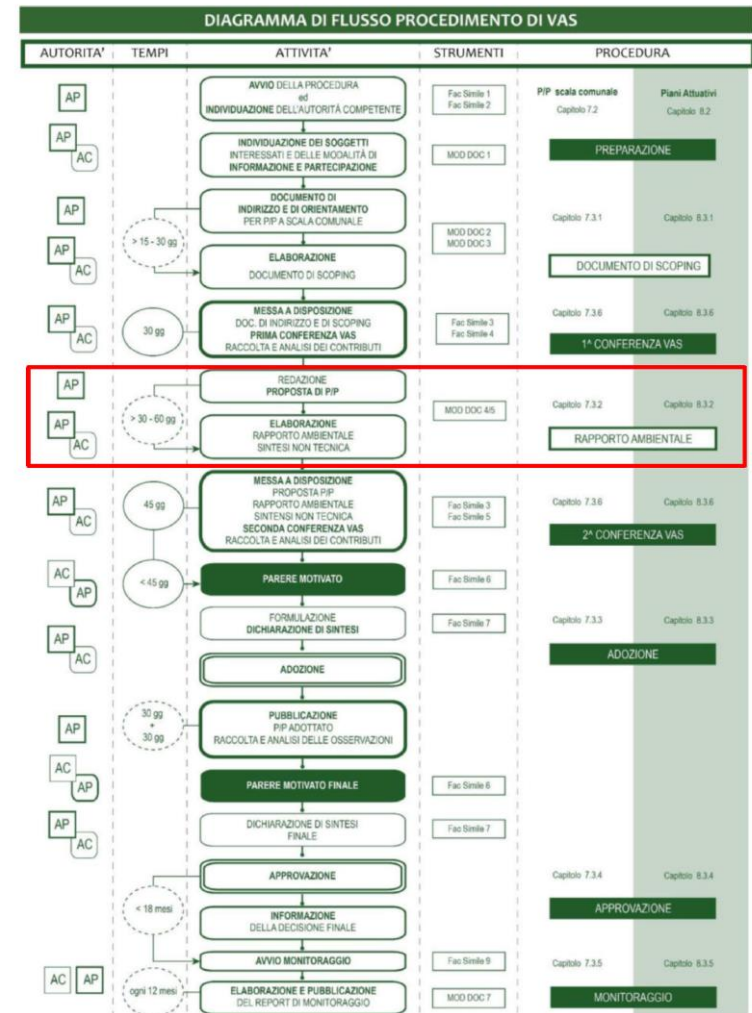 DIAGRAMMA DI FLUSSO PROCEDIMENTO DI VAS
AUTORITA' TEMPI ATTIVITA' STRUMENTI PROCEDURA
AP
AVVIO DELLA PROCEDURA
ed
INDIVIDUAZIONE DELL'AUTORITÀ COMPETENTE
Fac Simile 1
Fac Simile 2
P/P scala comunale
Capitolo 7.2
Piani Attuativi
Capitolo 8.2
AP
AC
INDIVIDUAZIONE DEI SOGGETTI
INTERESSATI E DELLE MODALITÀ DI
INFORMAZIONE E PARTECIPAZIONE
MOD DOC 1
PREPARAZIONE
AP
DOCUMENTO DI
INDIRIZZO E DI ORIENTAMENTO
PER P/P A SCALA COMUNALE
> 15 - 30 gg
MOD DOC 2
MOD DOC 3
Capitolo 7.3.1
Capitolo 8.3.1
AP
AC
ELABORAZIONE
DOCUMENTO DI SCOPING
DOCUMENTO DI SCOPING
AP
AC
30 gg
MESSA A DISPOSIZIONE
DOC. DI INDIRIZZO E DI SCOPING
PRIMA CONFERENZA VAS
RACCOLTA E ANALISI DEI CONTRIBUTI
Fac Simile 3
Fac Simile 4
Capitolo 7.3.6
Capitolo 8.3.6
1^ CONFERENZA VAS
AP
REDAZIONE
PROPOSTA DI P/P
> 30 - 60 gg
MOD DOC 4/5
Capitolo 7.3.2
Capitolo 8.3.2
AP
AC
ELABORAZIONE
RAPPORTO AMBIENTALE
SINTESI NON TECNICA
RAPPORTO AMBIENTALE
AP
AC
45 gg
MESSA A DISPOSIZIONE
PROPOSTA P/P
RAPPORTO AMBIENTALE
SINTENSI NON TECNICA
SECONDA CONFERENZA VAS
RACCOLTA E ANALISI DEI CONTRIBUTI
Fac Simile 3
Fac Simile 5
Capitolo 7.3.6
Capitolo 8.3.6
2^ CONFERENZA VAS
AC
AP
< 45 gg
PARERE MOTIVATO
Fac Simile 6
AP
AC
FORMULAZIONE
DICHIARAZIONE DI SINTESI
Fac Simile 7
Capitolo 7.3.3
Capitolo 8.3.3
ADOZIONE
ADOZIONE
AP
30 gg
+
30 gg
PUBBLICAZIONE
P/P ADOTTATO
RACCOLTA E ANALISI DELLE OSSERVAZIONI
AC
AP
PARERE MOTIVATO FINALE
Fac Simile 6
AP
AC
DICHIARAZIONE DI SINTESI
FINALE
Fac Simile 7
APPROVAZIONE
Capitolo 7.3.4
Capitolo 8.3.4
< 18 mesi
INFORMAZIONE
DELLA DECISIONE FINALE
APPROVAZIONE
AVVIO MONITORAGGIO
Fac Simile 9
Capitolo 7.3.5
Capitolo 8.3.5
AC AP
ogni 12 mesi
ELABORAZIONE E PUBBLICAZIONE
DEL REPORT DI MONITORAGGIO
MOD DOC 7
MONITORAGGIO